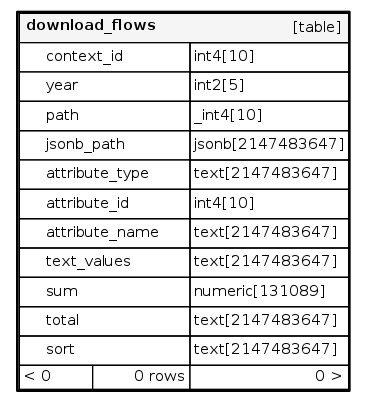 download_flows [table]
context_id int4[10]
year int2[5]
path _int4[10]
jsonb_path jsonb[2147483647]
attribute_type text[2147483647]
attribute_id int4[10]
attribute_name text[2147483647]
text_values text[2147483647]
sum numeric[131089]
total text[2147483647]
sort text[2147483647]
< 0 0 rows 0 >